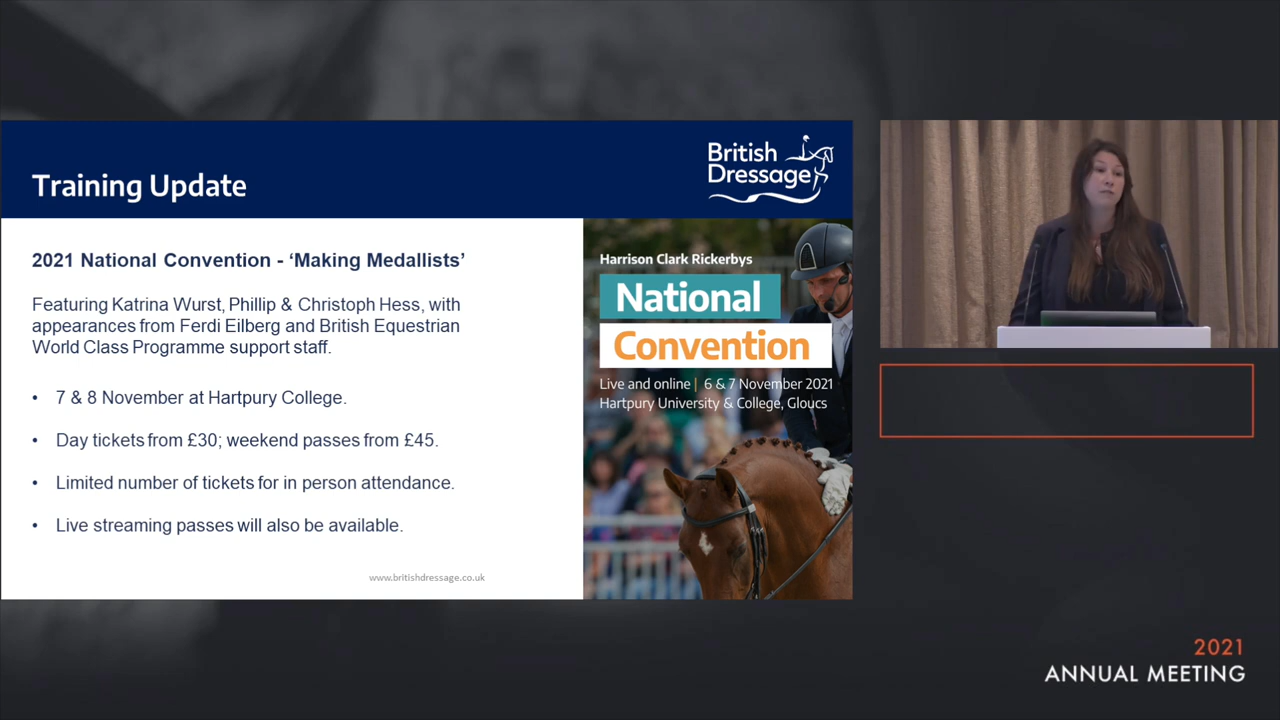 Training Update
British
Dressage
2021 National Convention - ‘Making Medallists’
Featuring Katrina Wurst, Phillip & Christoph Hess, with
appearances from Ferdi Eilberg and British Equestrian
World Class Programme support staff.
• 7 & 8 November at Hartpury College.
• Day tickets from £30; weekend passes from £45.
• Limited number of tickets for in person attendance.
• Live streaming passes will also be available.
www.britishdressage.co.uk
Harrison Clark Rickerbys
National
Convention
Live and online | 6 & 7 November 2021
Hartpury University & College, Gloucs
2021
ANNUAL MEETING